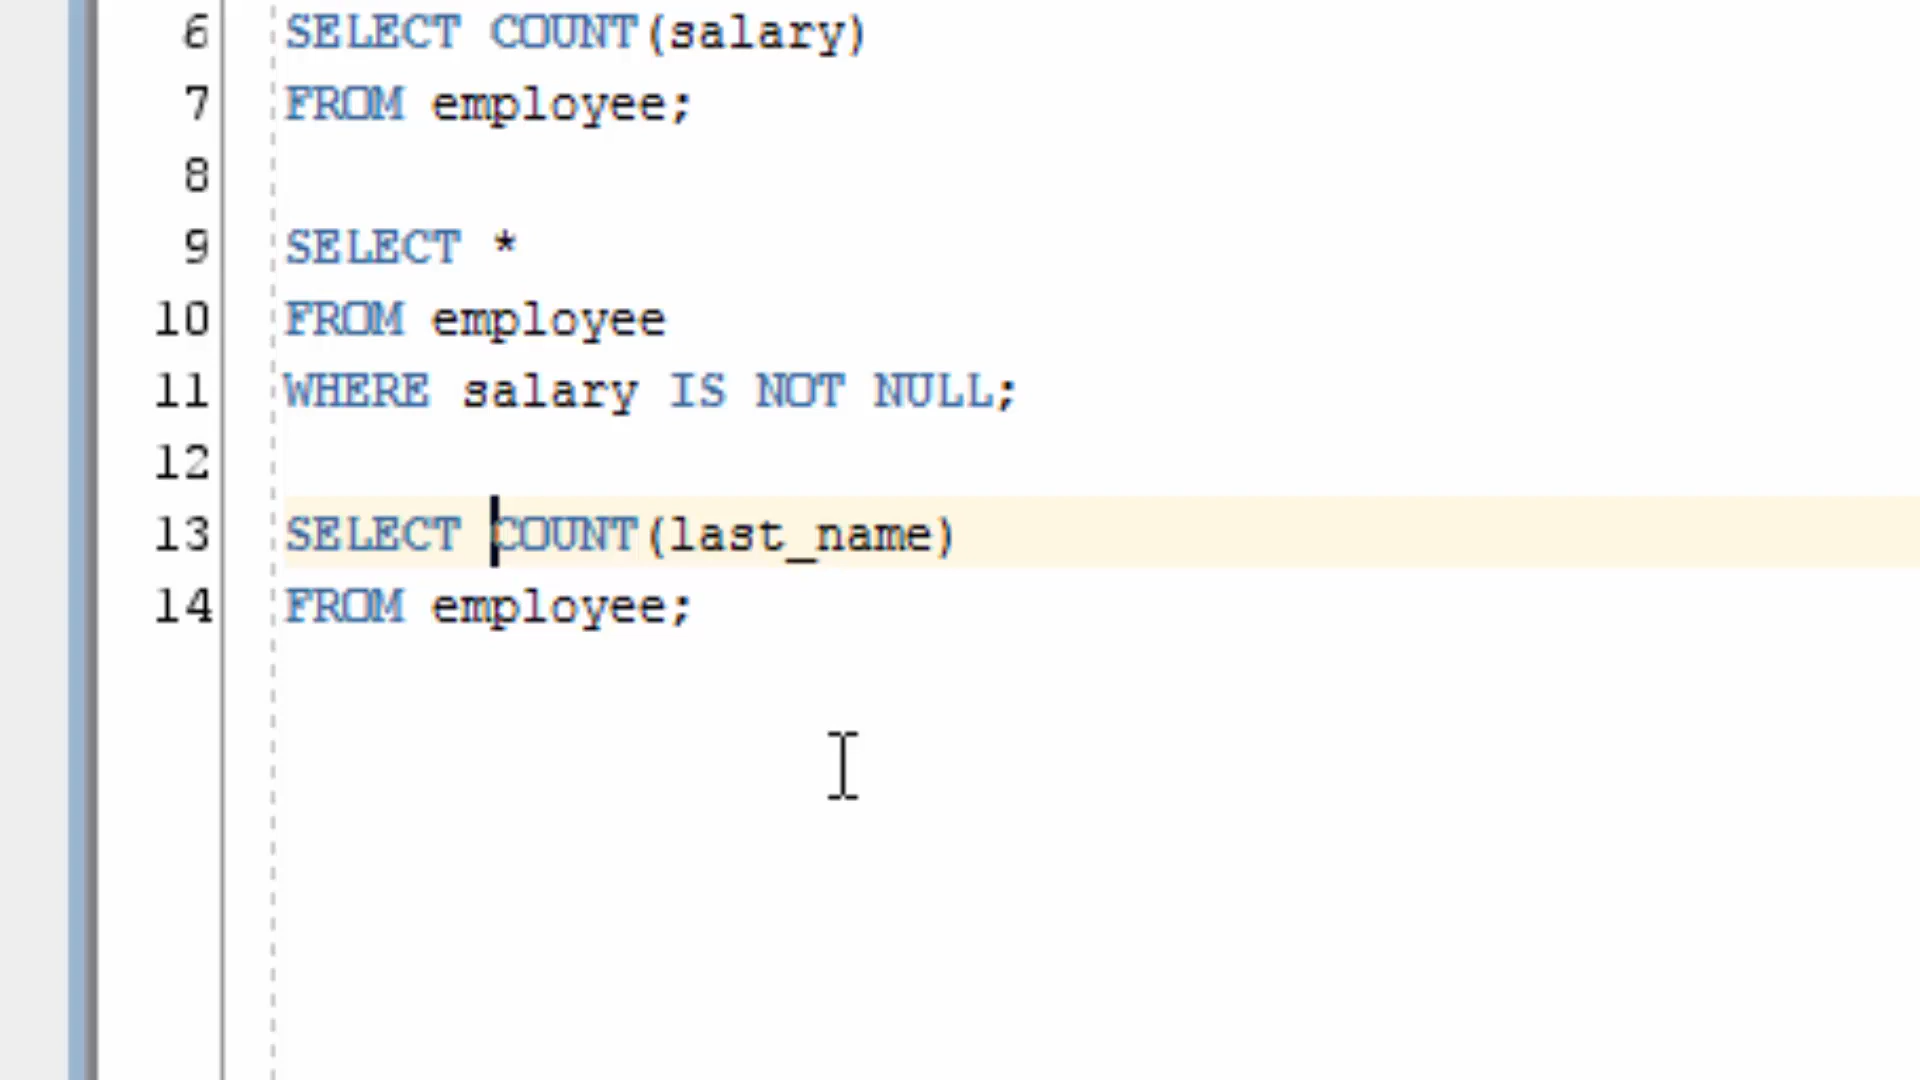 6 SELECT COUNT(salary)
7 FROM employee;
8
9 SELECT *
10 FROM employee
11 WHERE salary IS NOT NULL;
12
13 SELECT COUNT(last_name)
14 FROM employee;